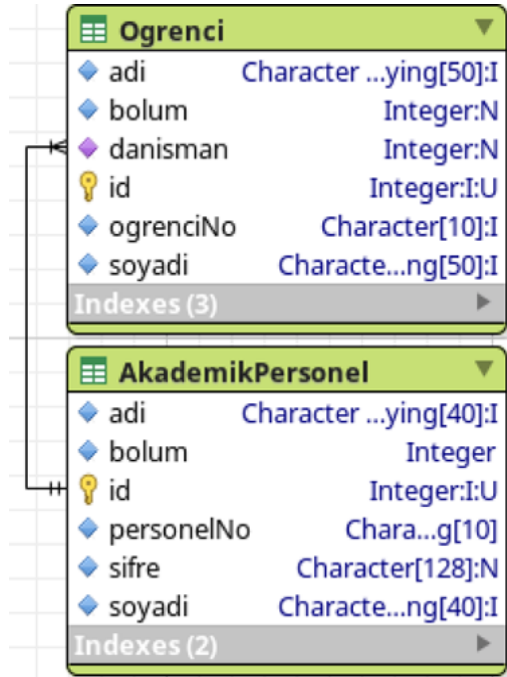 Ogrenci
adi Character ...ying[50]:I
bolum Integer:N
danisman Integer:N
id Integer:I:U
ogrenciNo Character[10]:I
soyadi Characte...ng[50]:I
Indexes (3)
AkademikPersonel
adi Character ...ying[40]:I
bolum Integer
id Integer:I:U
personelNo Chara...g[10]
sifre Character[128]:N
soyadi Characte...ng[40]:I
Indexes (2)